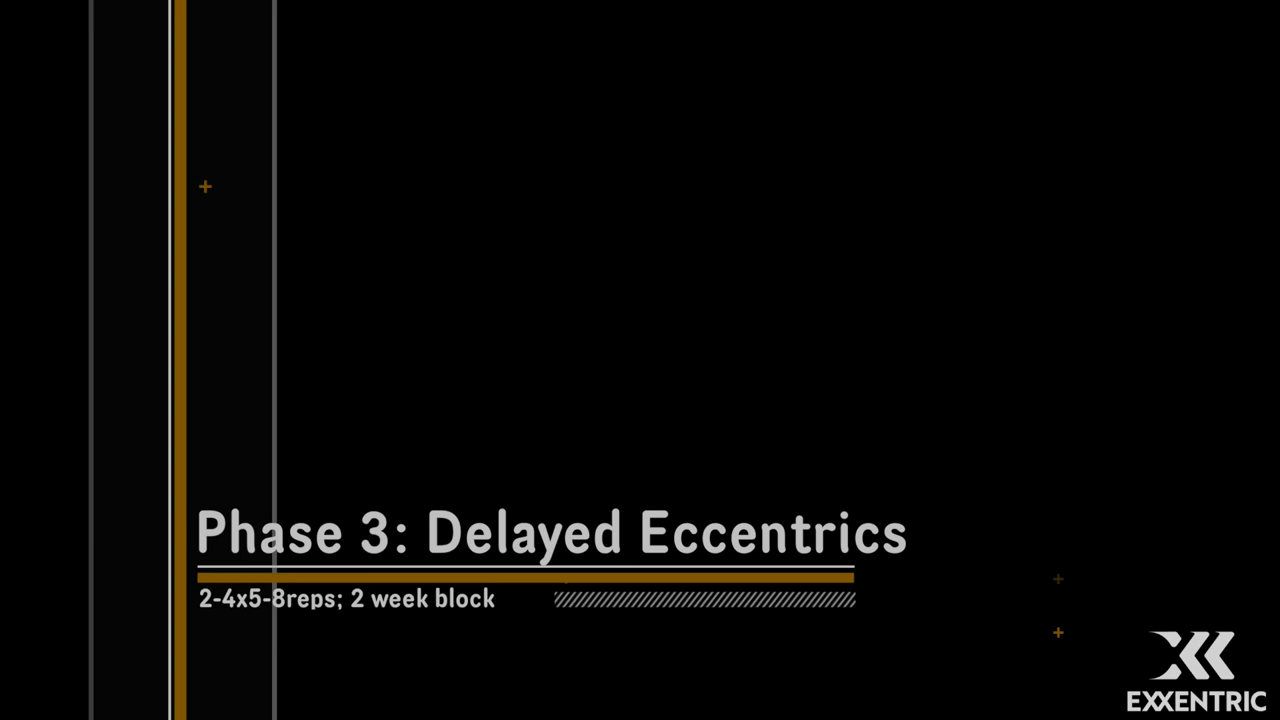 Phase 3: Delayed Eccentrics
2-4x5-8reps; 2 week block
EXXENTRIC